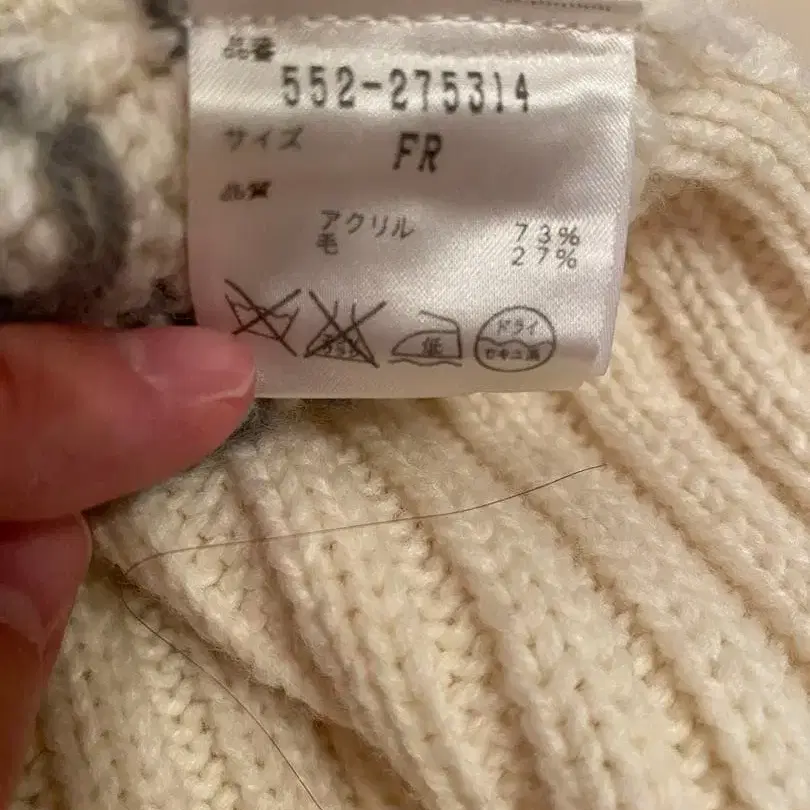 品番
552-275314
サイズ FR
品質
アクリル 73%
毛 27%
低
ドライ
セキユ系